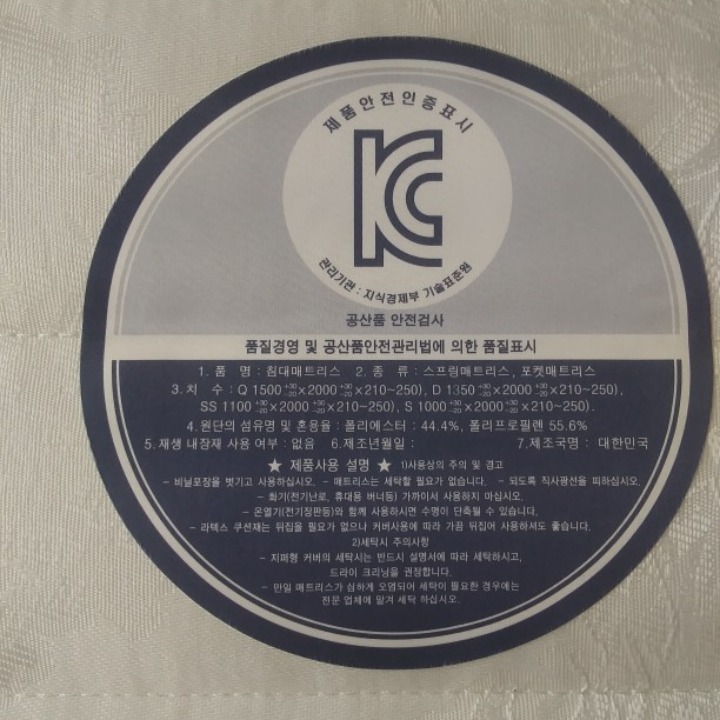 제품안전인증표시
KC
관리기관 : 지식경제부 기술표준원
공산품 안전검사
품질경영 및 공산품안전관리법에 의한 품질표시
1. 품 명 : 침대매트리스 2. 종 류 : 스프링매트리스, 포켓매트리스
3. 치 수 : Q 1500 +30 -20 ×2000 +30 -20 ×210~250), D 1350 +30 -20 ×2000 +30 -20 ×210~250),
SS 1100 +30 -20 ×2000 +30 -20 ×210~250), S 1000 +30 -20 ×2000 +30 -20 ×210~250).
4. 원단의 섬유명 및 혼용율 : 폴리에스터 : 44.4%, 폴리프로필렌 55.6%
5. 재생 내장재 사용 여부 : 없음 6.제조년월일 : 7.제조국명 : 대한민국
★ 제품사용 설명 ★ 1)사용상의 주의 및 경고
- 비닐포장을 벗기고 사용하십시오. - 매트리스는 세탁할 필요가 없습니다. - 되도록 직사광선을 피하십시오.
- 화기(전기난로, 휴대용 버너등) 가까이서 사용하지 마십시오.
- 온열기(전기장판등)와 함께 사용하시면 수명이 단축될 수 있습니다.
- 라텍스 쿠션재는 뒤집을 필요가 없으나 커버사용에 따라 가끔 뒤집어 사용하셔도 좋습니다.
2)세탁시 주의사항
- 지퍼형 커버의 세탁시는 반드시 설명서에 따라 세탁하시고,
드라이 크리닝을 권장합니다.
- 만일 매트리스가 심하게 오염되어 세탁이 필요한 경우에는
전문 업체에 맡겨 세탁 하십시오.